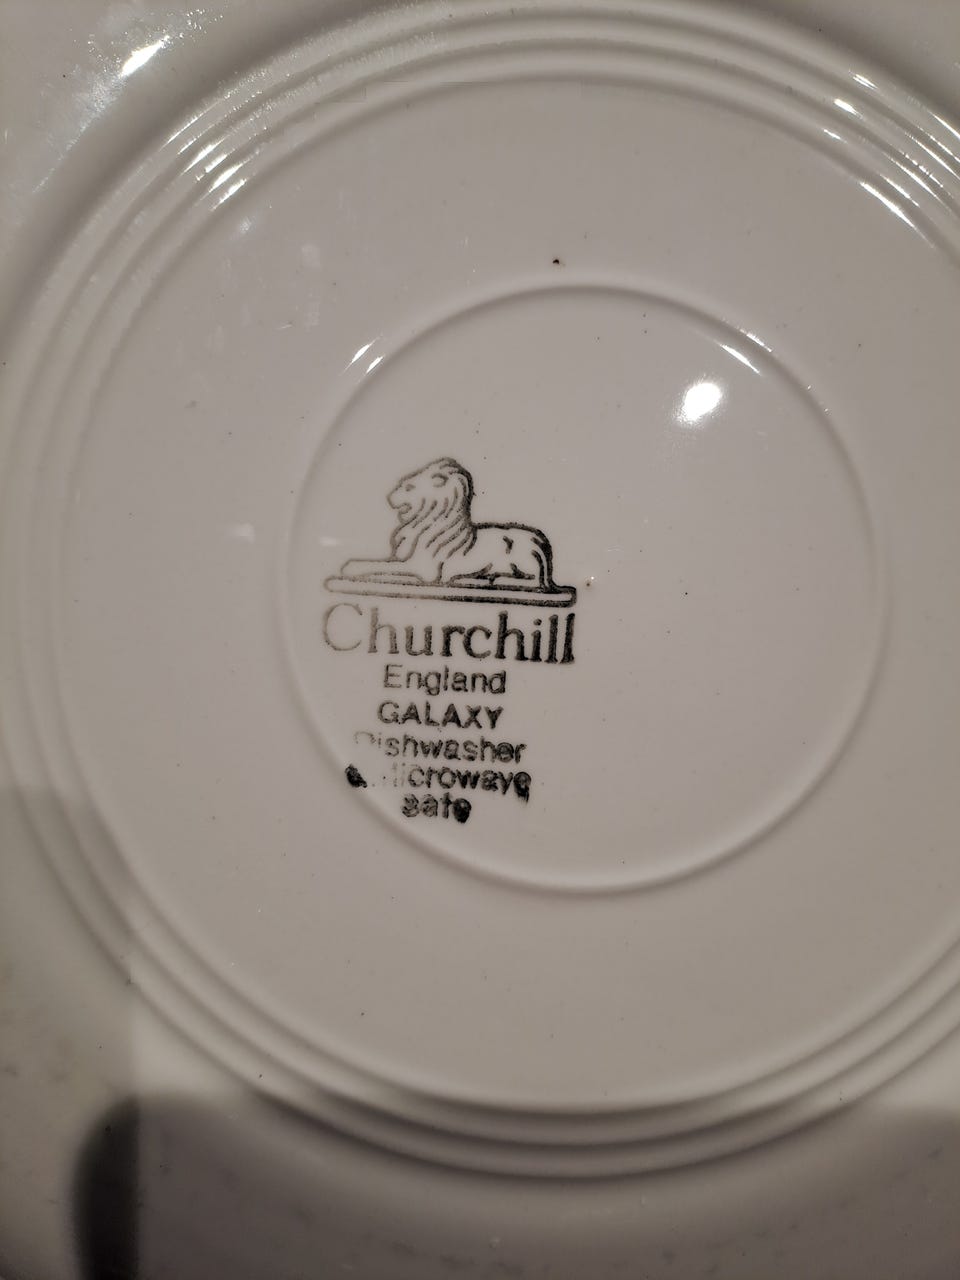 Churchill
England
GALAXY
Dishwasher
& Microwave
safe